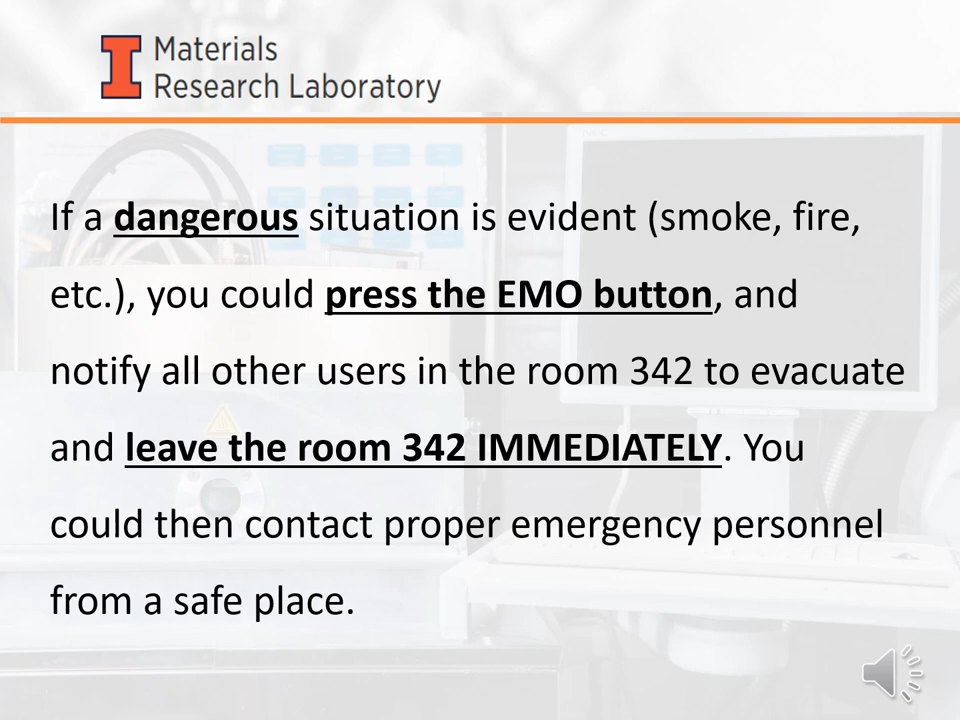 Materials
Research Laboratory
If a dangerous situation is evident (smoke, fire,
etc.), you could press the EMO button, and
notify all other users in the room 342 to evacuate
and leave the room 342 IMMEDIATELY. You
could then contact proper emergency personnel
from a safe place.